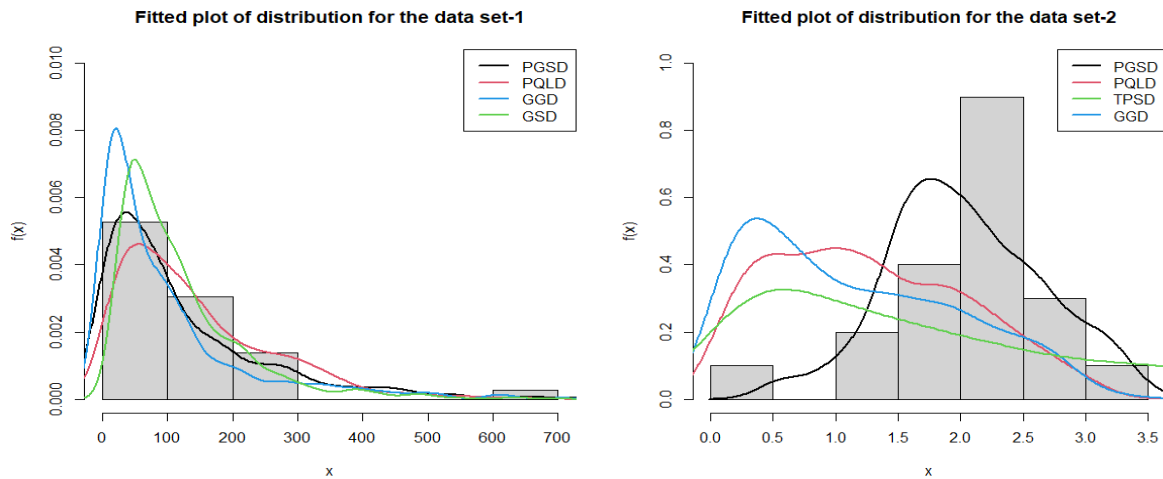 Fitted plot of distribution for the data set-1
0.010
0.008
0.006
0.004
0.002
0.000
f(x)
PGSD
PQLD
GGD
GSD
0 100 200 300 400 500 600 700
x
Fitted plot of distribution for the data set-2
1.0
0.8
0.6
0.4
0.2
0.0
f(x)
PGSD
PQLD
TPSD
GGD
0.0 0.5 1.0 1.5 2.0 2.5 3.0 3.5
x